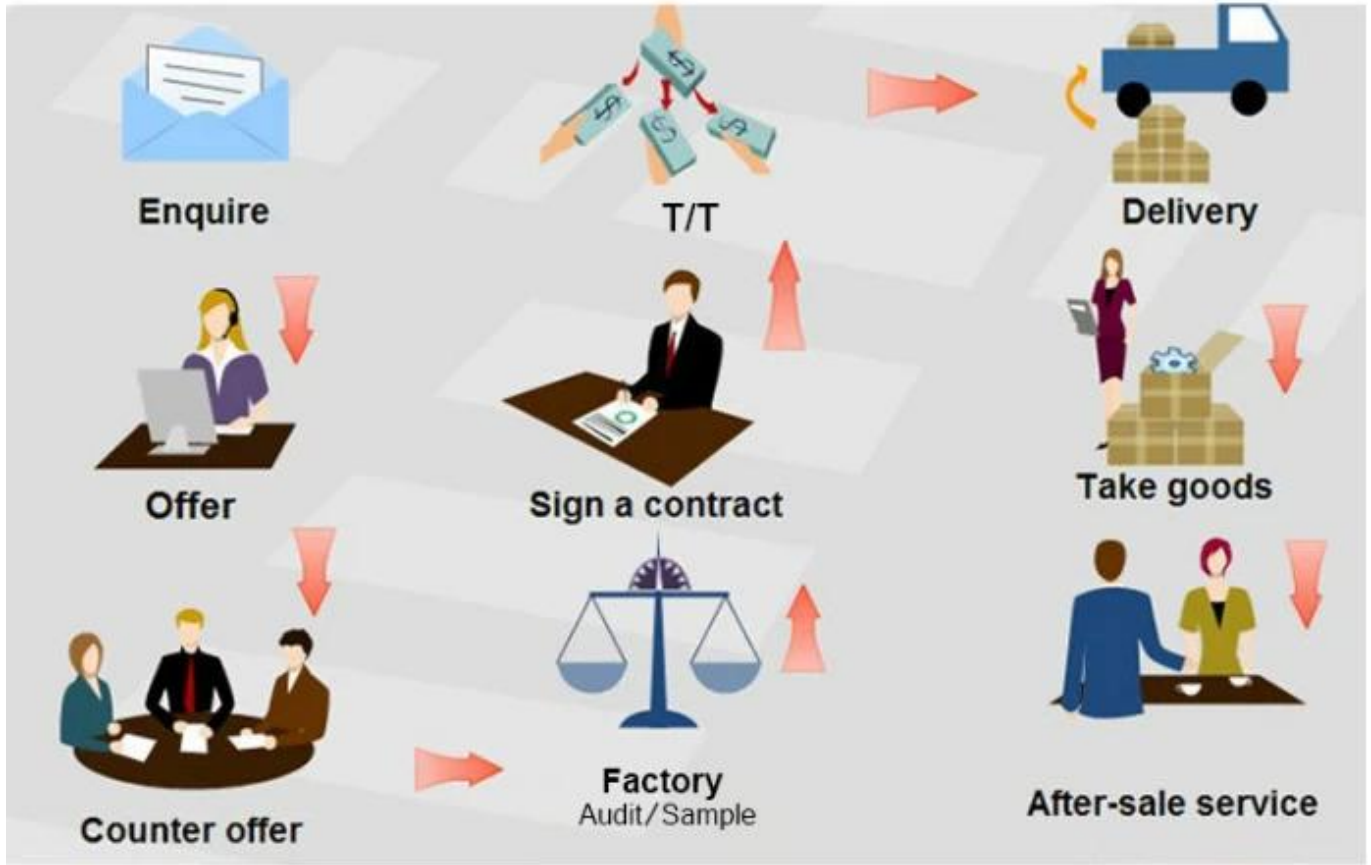 Enquire
T/T
Delivery
Offer
Sign a contract
Take goods
Counter offer
Factory
Audit/Sample
After-sale service